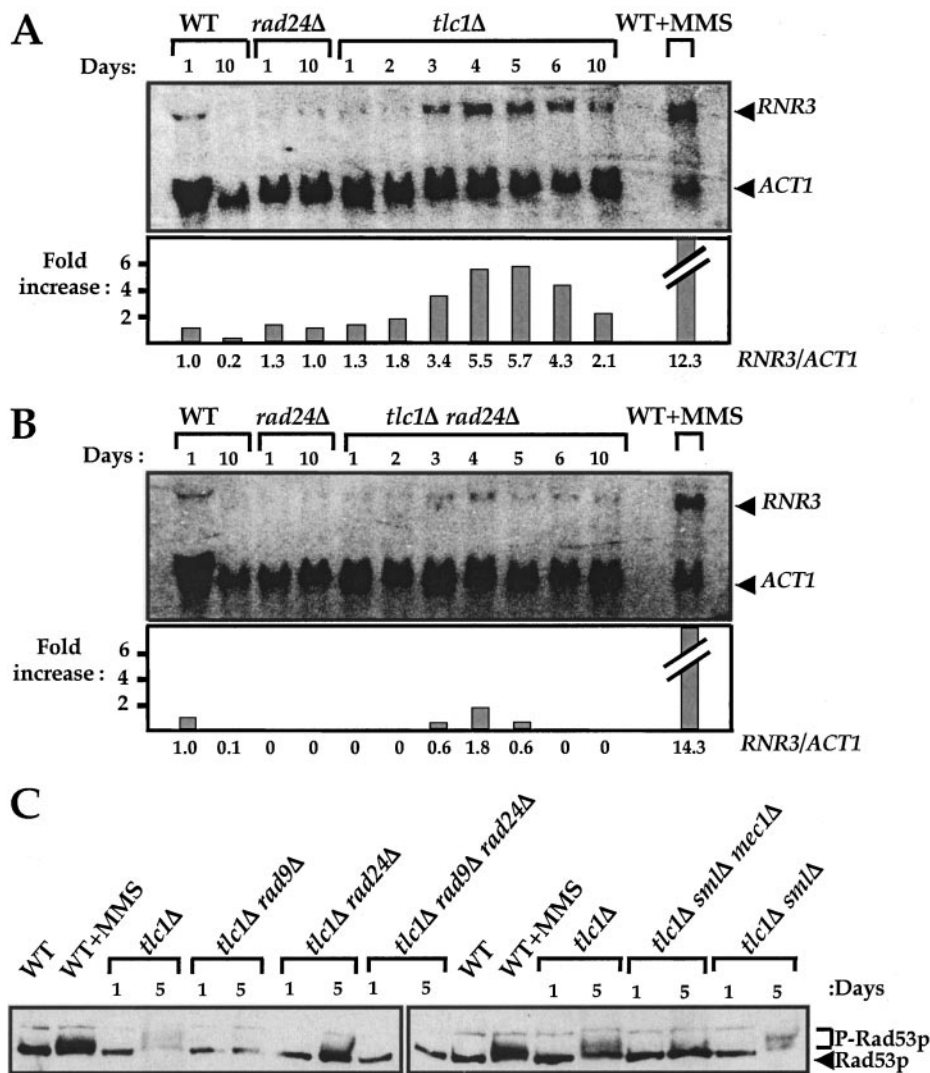 A
WT rad24Δ tlc1Δ WT+MMS
Days: 1 10 1 10 1 2 3 4 5 6 10
RNR3
ACT1
Fold increase :
6
4
2
1.0 0.2 1.3 1.0 1.3 1.8 3.4 5.5 5.7 4.3 2.1 12.3 RNR3/ACT1
B
WT rad24Δ tlc1Δ rad24Δ WT+MMS
Days : 1 10 1 10 1 2 3 4 5 6 10
RNR3
ACT1
Fold increase :
6
4
2
1.0 0.1 0 0 0 0 0.6 1.8 0.6 0 0 14.3 RNR3/ACT1
C
WT WT+MMS tlc1Δ tlc1Δ rad9Δ tlc1Δ rad24Δ tlc1Δ rad9Δ rad24Δ WT WT+MMS tlc1Δ tlc1Δ sml1Δ mec1Δ tlc1Δ sml1Δ
1 5 1 5 1 5 1 5 1 5 1 5 1 5 :Days
P-Rad53p
Rad53p